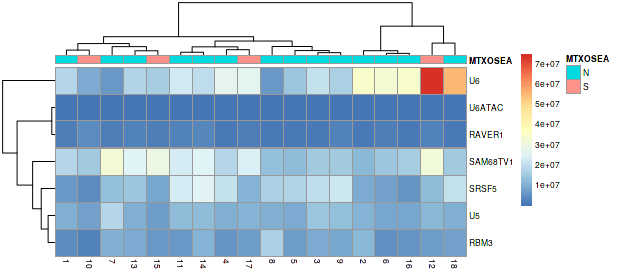 MTXOSEA
U6
U6ATAC
RAVER1
SAM68TV1
SRSF5
U5
RBM3
1 10 7 13 15 11 14 4 17 8 5 3 9 2 6 16 12 18
7e+07
6e+07
5e+07
4e+07
3e+07
2e+07
1e+07
MTXOSEA
N
S